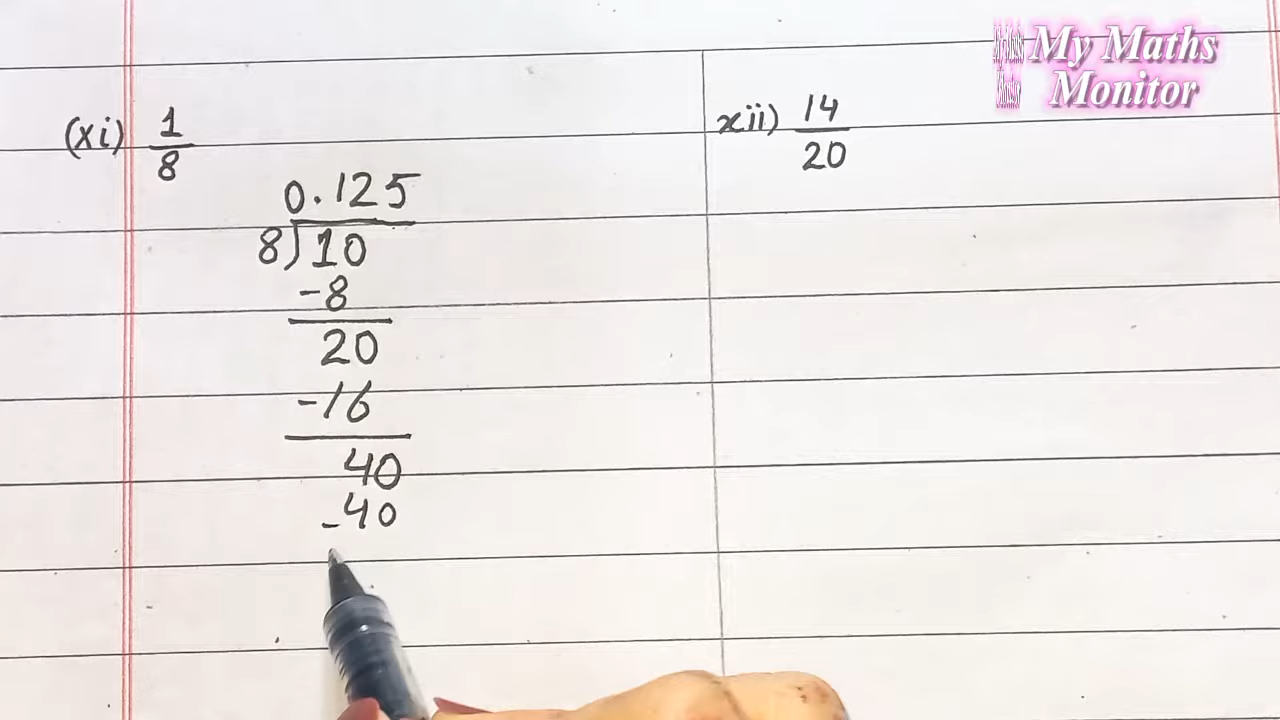 (xi) 1/8
0.125
8)10
-8
20
-16
40
-40
xii) 14/20
My Maths
Monitor